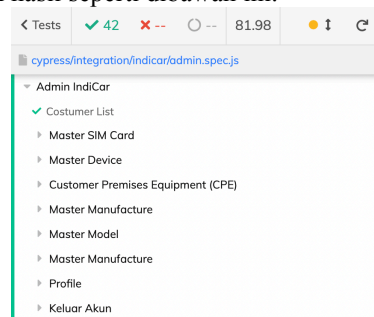 hasil seperti dibawah ini.
< Tests ✔ 42 ✖ -- -- 81.98
cypress/integration/indicar/admin.spec.js
Admin IndiCar
Costumer List
Master SIM Card
Master Device
Customer Premises Equipment (CPE)
Master Manufacture
Master Model
Master Manufacture
Profile
Keluar Akun